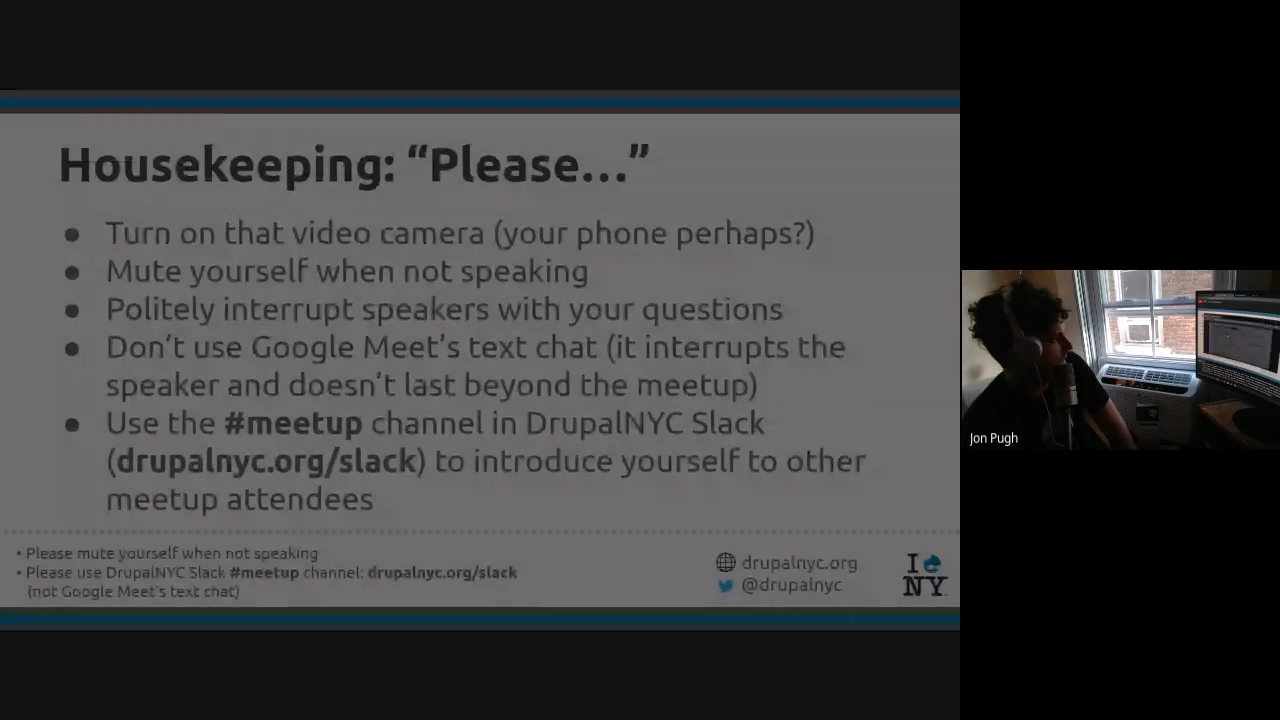 Housekeeping: “Please…”
● Turn on that video camera (your phone perhaps?)
● Mute yourself when not speaking
● Politely interrupt speakers with your questions
● Don’t use Google Meet’s text chat (it interrupts the
speaker and doesn’t last beyond the meetup)
● Use the #meetup channel in DrupalNYC Slack
(drupalnyc.org/slack) to introduce yourself to other
meetup attendees
• Please mute yourself when not speaking
• Please use DrupalNYC Slack #meetup channel: drupalnyc.org/slack
(not Google Meet’s text chat)
drupalnyc.org
@drupalnyc
I
NY
Jon Pugh